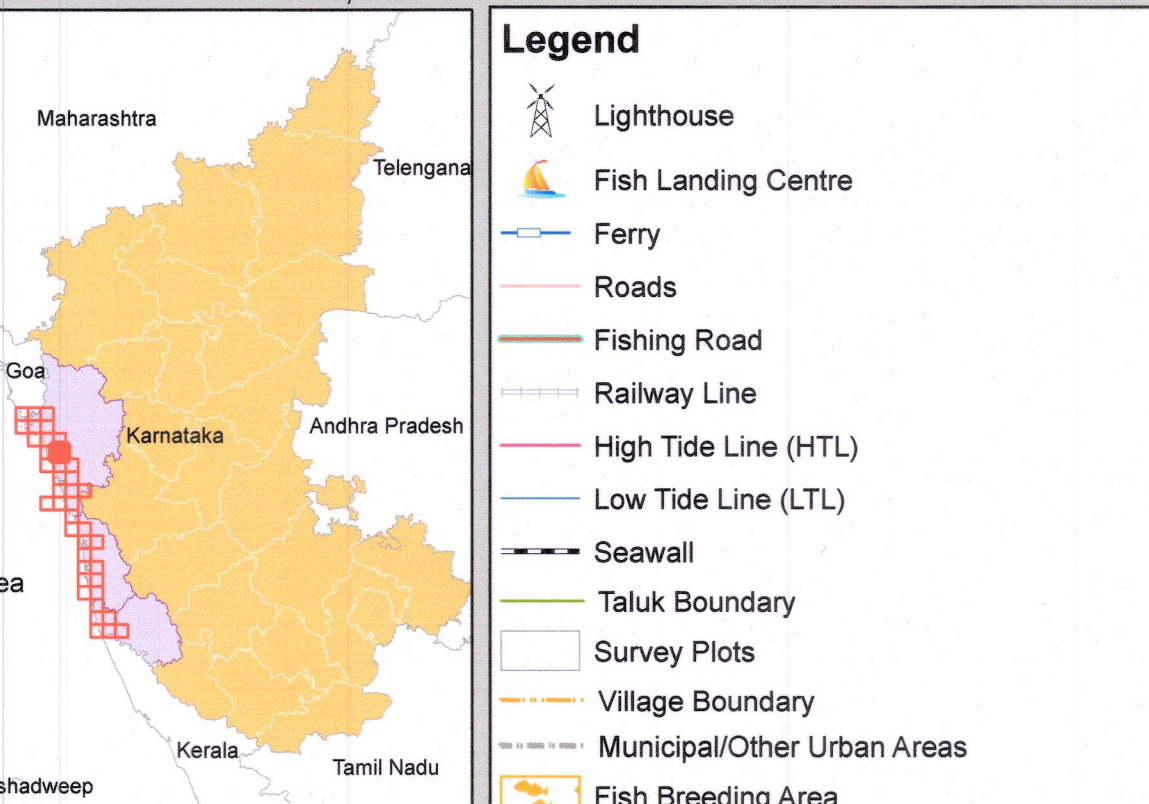 Maharashtra
Telengana
Goa
Karnataka
Andhra Pradesh
ea
Kerala
Tamil Nadu
shadweep
Legend
Lighthouse
Fish Landing Centre
Ferry
Roads
Fishing Road
Railway Line
High Tide Line (HTL)
Low Tide Line (LTL)
Seawall
Taluk Boundary
Survey Plots
Village Boundary
Municipal/Other Urban Areas
Fish Breeding Area